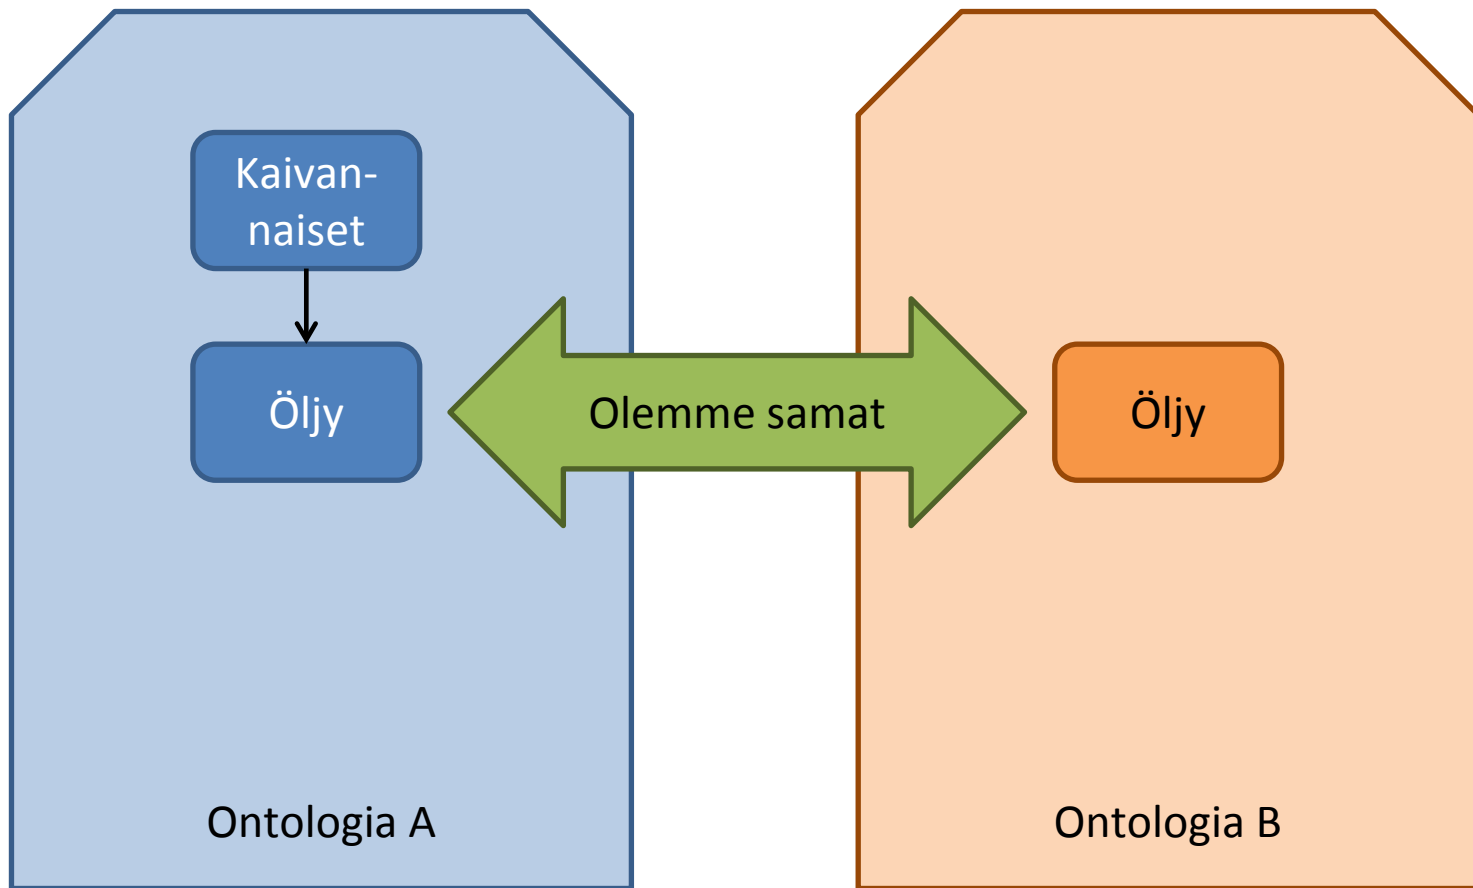 Kaivan-
naiset
Öljy
Olemme samat
Öljy
Ontologia A
Ontologia B